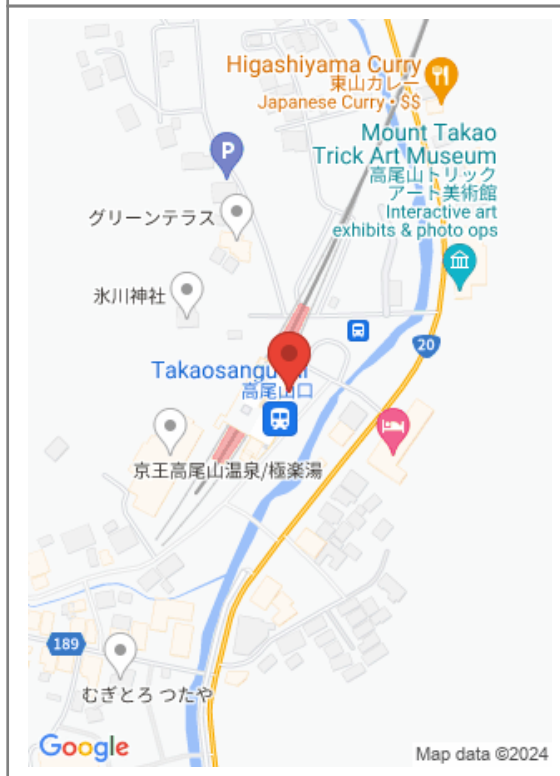 Higashiyama Curry
東山カレー
Japanese Curry • $$
Mount Takao
Trick Art Museum
高尾山トリック
アート美術館
Interactive art
exhibits & photo ops
P
グリーンテラス
氷川神社
20
高尾山口
京王高尾山温泉/極楽湯
189
むぎとろ つたや
Google
Map data ©2024